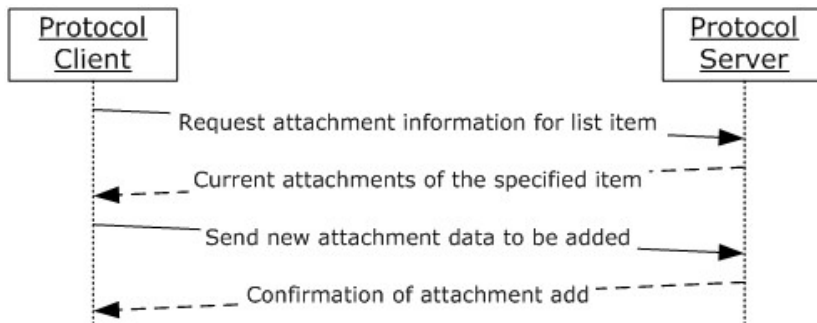 Protocol
Client
Protocol
Server
Request attachment information for list item
Current attachments of the specified item
Send new attachment data to be added
Confirmation of attachment add